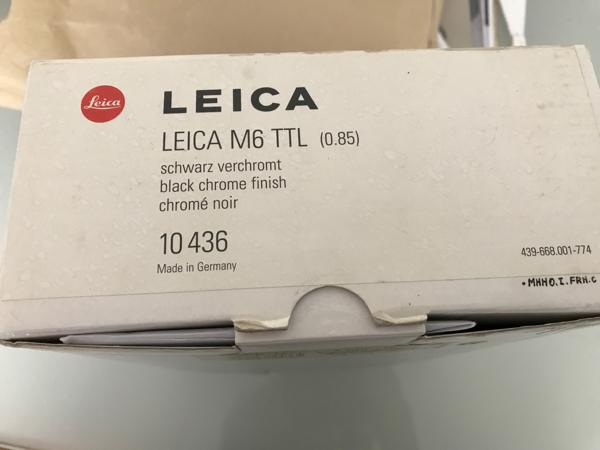 Leica
LEICA
LEICA M6 TTL (0.85)
schwarz verchromt
black chrome finish
chromé noir
10 436
Made in Germany
439-668.001-774